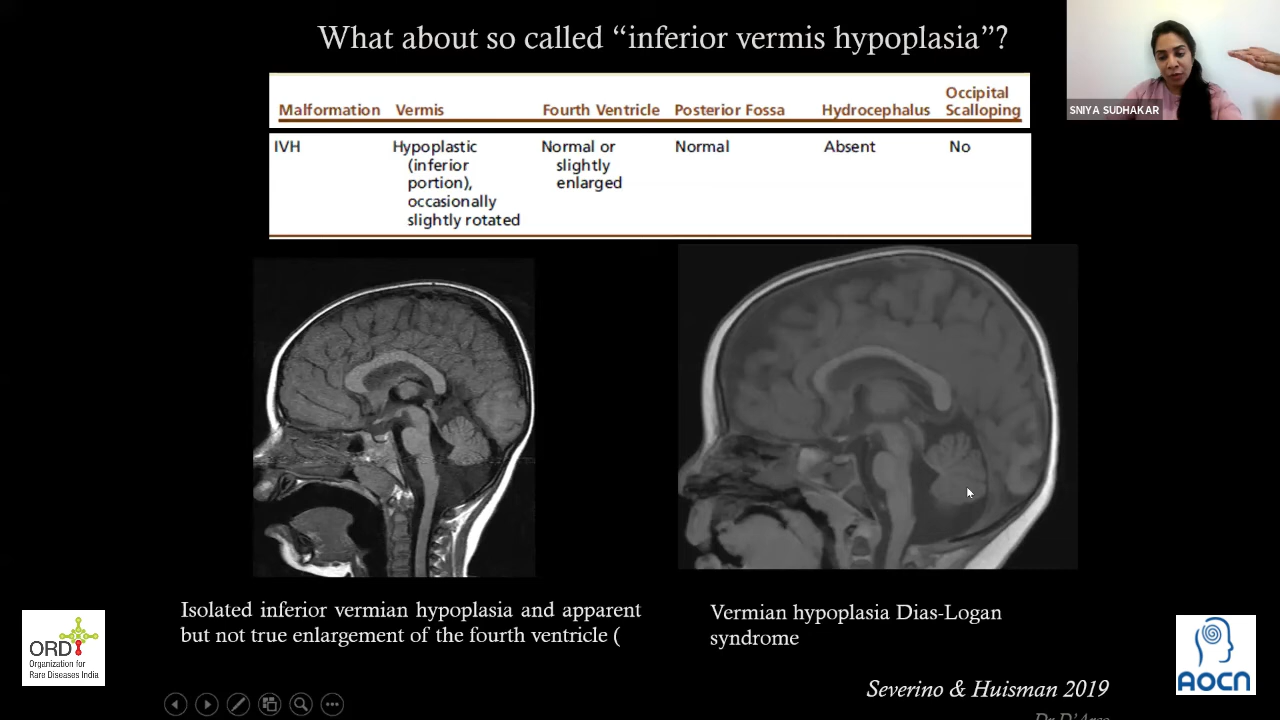 What about so called “inferior vermis hypoplasia”?
SNIYA SUDHAKAR
Malformation Vermis Fourth Ventricle Posterior Fossa Hydrocephalus Occipital Scalloping
IVH Hypoplastic Normal or Normal Absent No
(inferior slightly
portion), enlarged
occasionally
slightly rotated
Isolated inferior vermian hypoplasia and apparent
but not true enlargement of the fourth ventricle (
Vermian hypoplasia Dias-Logan
syndrome
ORDI
Organization for
Rare Diseases India
AOCN
Severino & Huisman 2019
Dr D'Arco